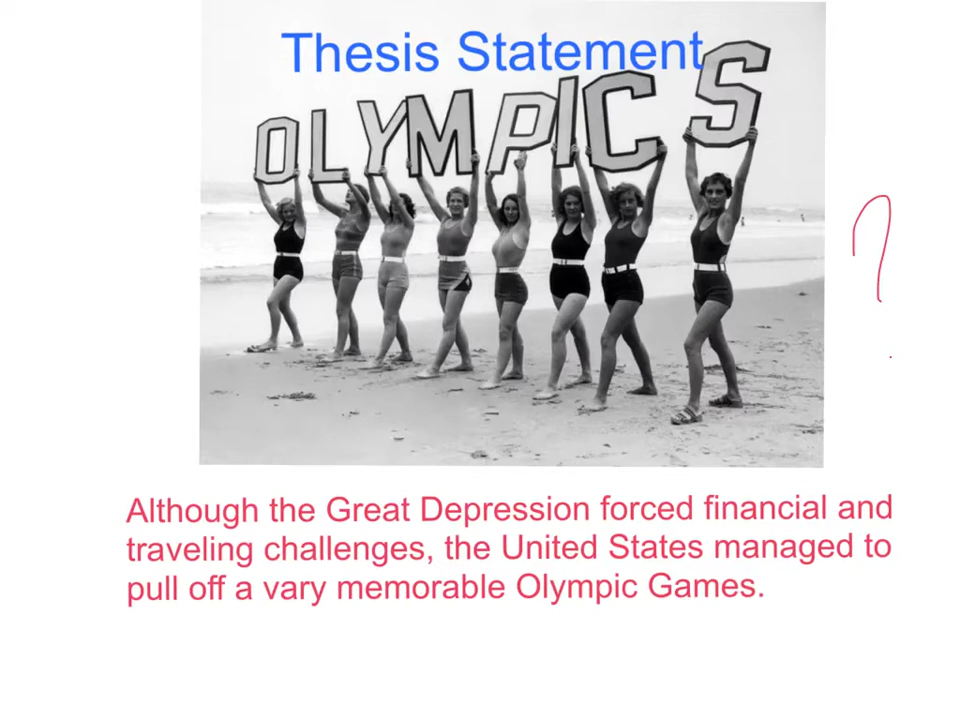 Thesis Statement
OLYMPICS
?
Although the Great Depression forced financial and
traveling challenges, the United States managed to
pull off a vary memorable Olympic Games.